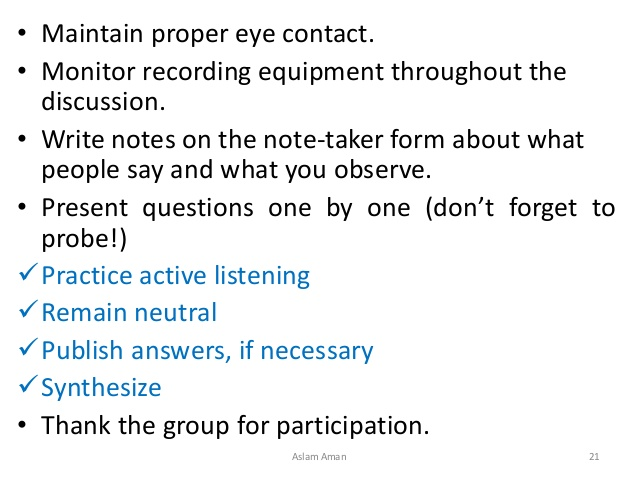 • Maintain proper eye contact.
• Monitor recording equipment throughout the
discussion.
• Write notes on the note-taker form about what
people say and what you observe.
• Present questions one by one (don’t forget to
probe!)
✓Practice active listening
✓Remain neutral
✓Publish answers, if necessary
✓Synthesize
• Thank the group for participation.
Aslam Aman 21